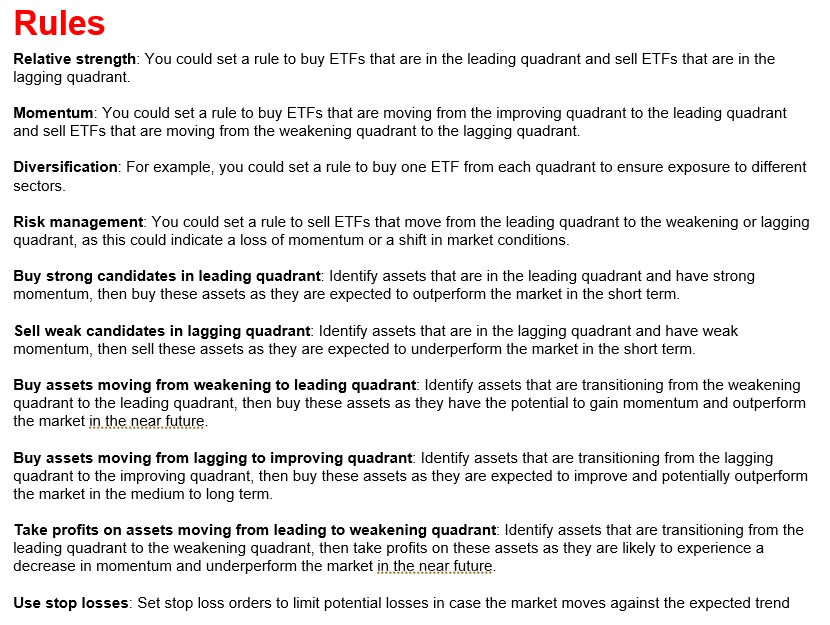 Rules
Relative strength: You could set a rule to buy ETFs that are in the leading quadrant and sell ETFs that are in the
lagging quadrant.
Momentum: You could set a rule to buy ETFs that are moving from the improving quadrant to the leading quadrant
and sell ETFs that are moving from the weakening quadrant to the lagging quadrant.
Diversification: For example, you could set a rule to buy one ETF from each quadrant to ensure exposure to different
sectors.
Risk management: You could set a rule to sell ETFs that move from the leading quadrant to the weakening or lagging
quadrant, as this could indicate a loss of momentum or a shift in market conditions.
Buy strong candidates in leading quadrant: Identify assets that are in the leading quadrant and have strong
momentum, then buy these assets as they are expected to outperform the market in the short term.
Sell weak candidates in lagging quadrant: Identify assets that are in the lagging quadrant and have weak
momentum, then sell these assets as they are expected to underperform the market in the short term.
Buy assets moving from weakening to leading quadrant: Identify assets that are transitioning from the weakening
quadrant to the leading quadrant, then buy these assets as they have the potential to gain momentum and outperform
the market in the near future.
Buy assets moving from lagging to improving quadrant: Identify assets that are transitioning from the lagging
quadrant to the improving quadrant, then buy these assets as they are expected to improve and potentially outperform
the market in the medium to long term.
Take profits on assets moving from leading to weakening quadrant: Identify assets that are transitioning from the
leading quadrant to the weakening quadrant, then take profits on these assets as they are likely to experience a
decrease in momentum and underperform the market in the near future.
Use stop losses: Set stop loss orders to limit potential losses in case the market moves against the expected trend